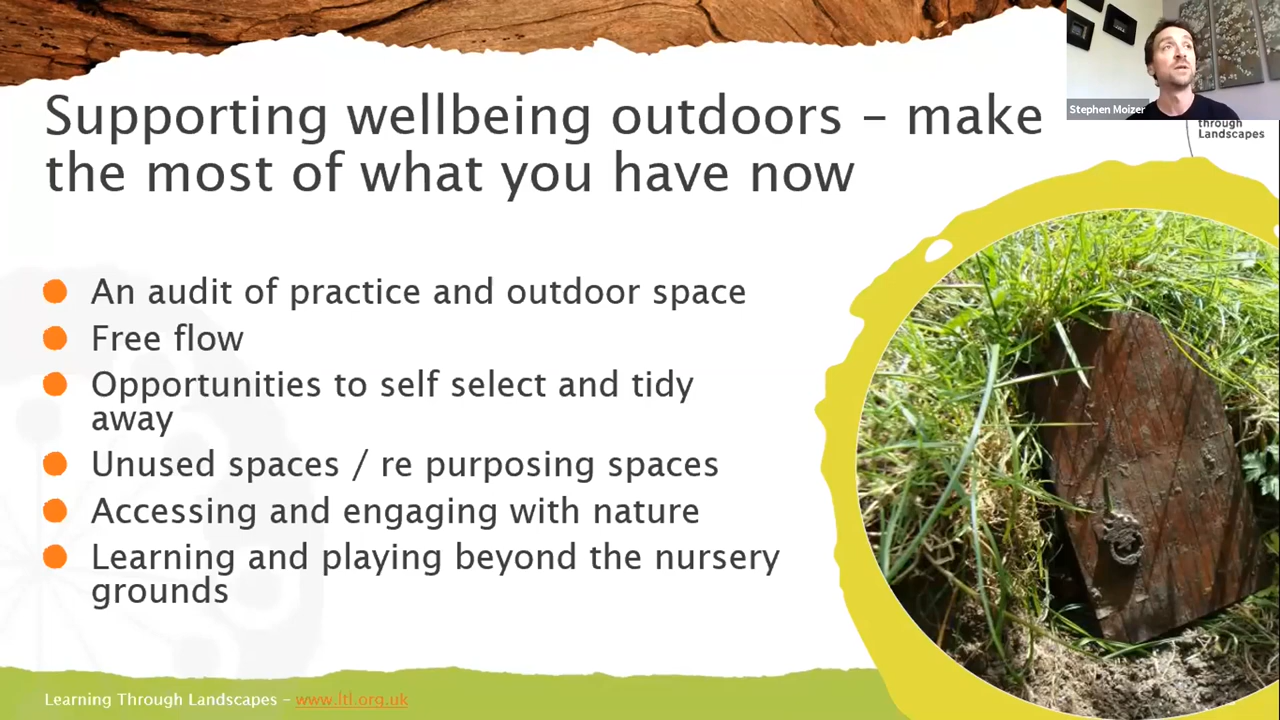 Supporting wellbeing outdoors – make
the most of what you have now
Stephen Moizer
through
Landscapes
An audit of practice and outdoor space
Free flow
Opportunities to self select and tidy
away
Unused spaces / re purposing spaces
Accessing and engaging with nature
Learning and playing beyond the nursery
grounds
Learning Through Landscapes – www.ltl.org.uk